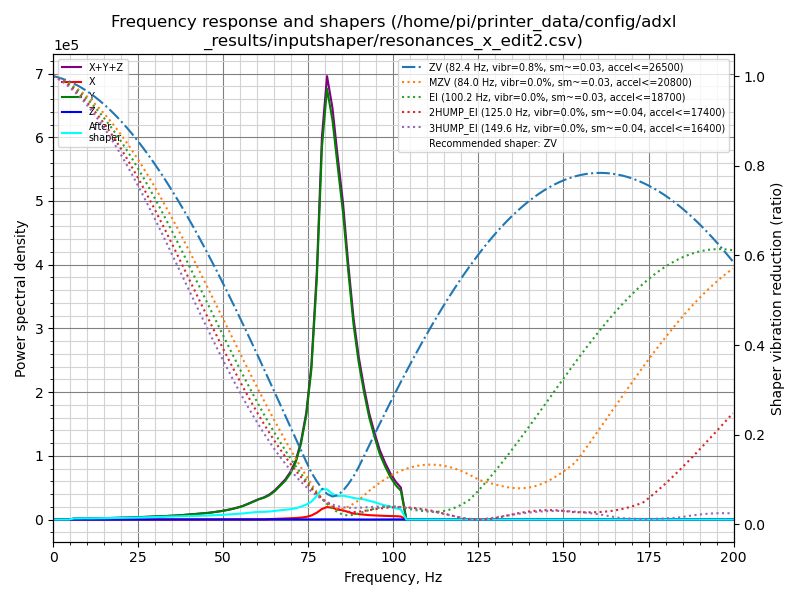 Frequency response and shapers (/home/pi/printer_data/config/adxl
_results/inputshaper/resonances_x_edit2.csv)
1e5
X+Y+Z
X
Y
Z
After
shaper
ZV (82.4 Hz, vibr=0.8%, sm~=0.03, accel<=26500)
MZV (84.0 Hz, vibr=0.0%, sm~=0.03, accel<=20800)
EI (100.2 Hz, vibr=0.0%, sm~=0.03, accel<=18700)
2HUMP_EI (125.0 Hz, vibr=0.0%, sm~=0.04, accel<=17400)
3HUMP_EI (149.6 Hz, vibr=0.0%, sm~=0.04, accel<=16400)
Recommended shaper: ZV
7
6
5
4
3
2
1
0
Power spectral density
1.0
0.8
0.6
0.4
0.2
0.0
Shaper vibration reduction (ratio)
0
25
50
75
100
125
150
175
200
Frequency, Hz